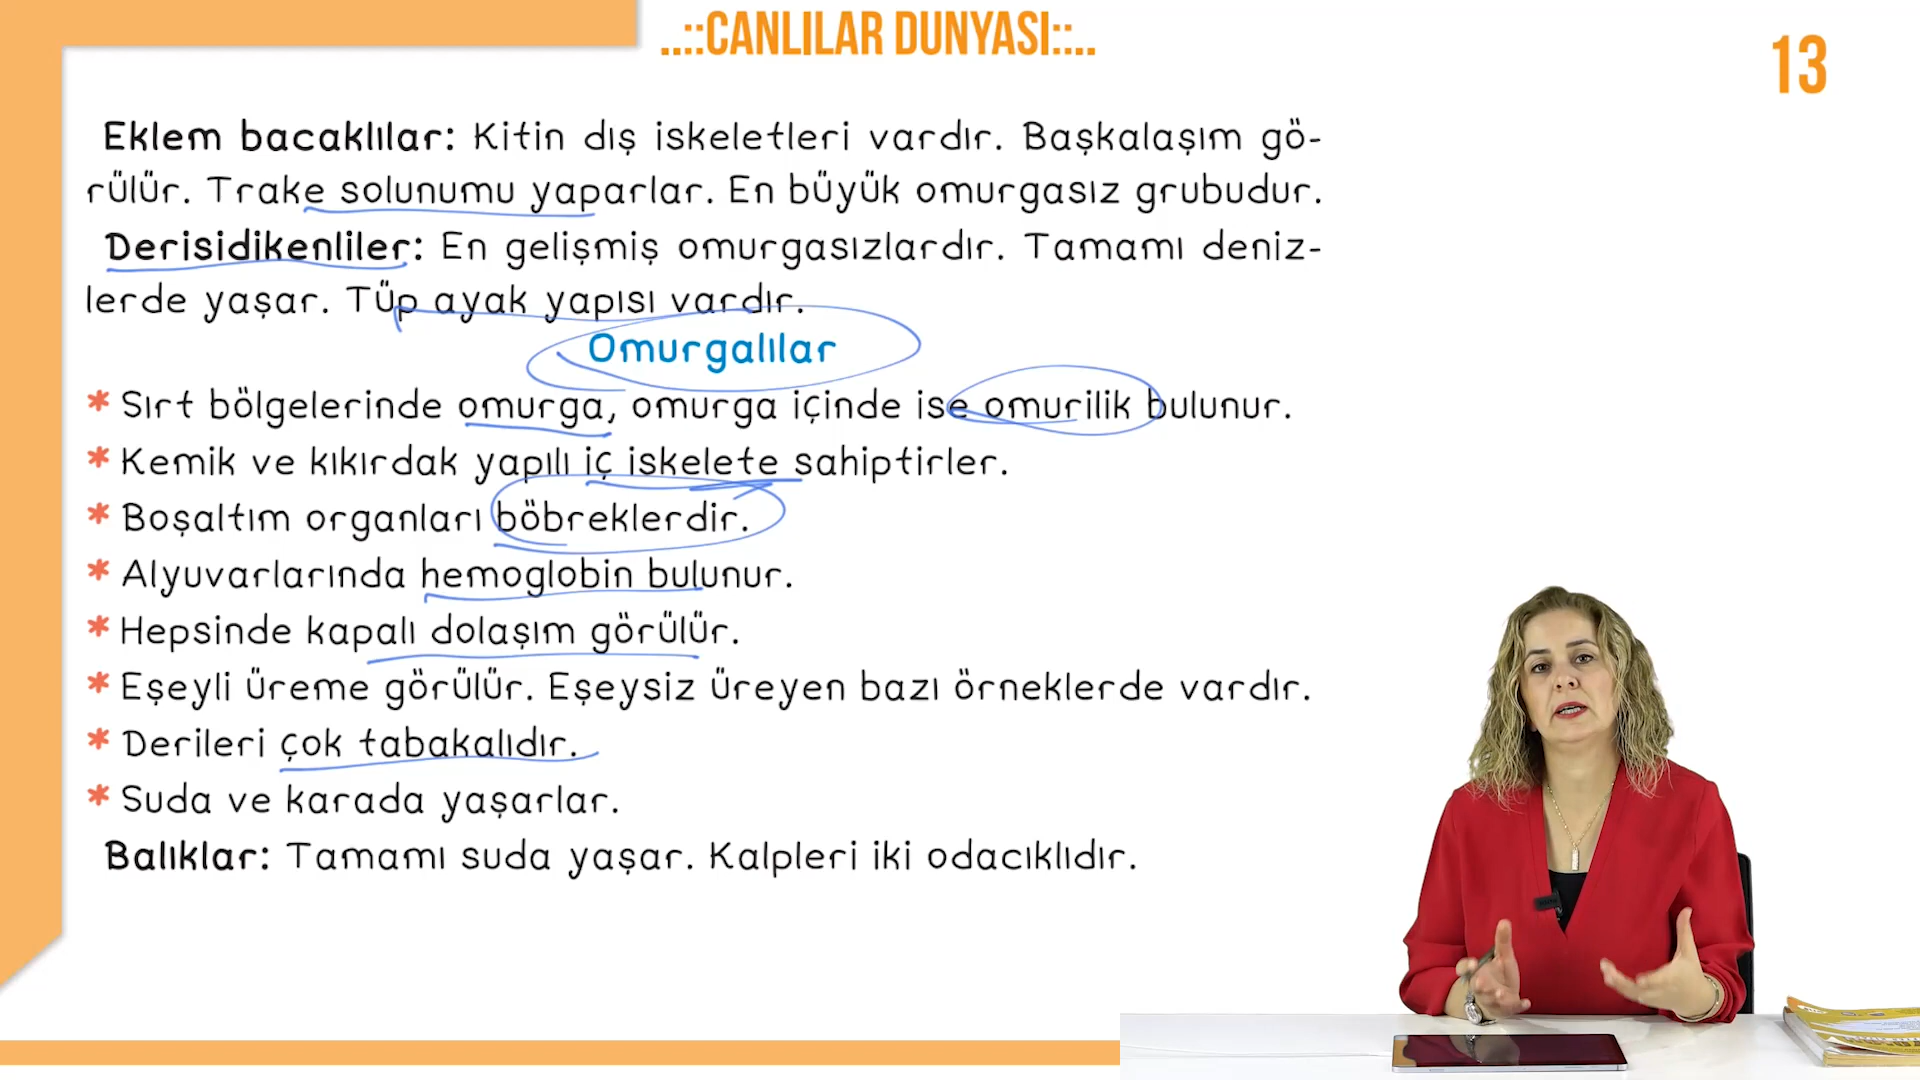 ..::CANLILAR DUNYASI::..
13
Eklem bacaklılar: Kitin dış iskeletleri vardır. Başkalaşım gö-
rülür. Trake solunumu yaparlar. En büyük omurgasız grubudur.
Derisidikenliler: En gelişmiş omurgasızlardır. Tamamı deniz-
lerde yaşar. Tüp ayak yapısı vardır.
Omurgalılar
* Sırt bölgelerinde omurga, omurga içinde ise omurilik bulunur.
* Kemik ve kıkırdak yapılı iç iskelete sahiptirler.
* Boşaltım organları böbreklerdir.
* Alyuvarlarında hemoglobin bulunur.
* Hepsinde kapalı dolaşım görülür.
* Eşeyli üreme görülür. Eşeysiz üreyen bazı örneklerde vardır.
* Derileri çok tabakalıdır.
* Suda ve karada yaşarlar.
Balıklar: Tamamı suda yaşar. Kalpleri iki odacıklıdır.